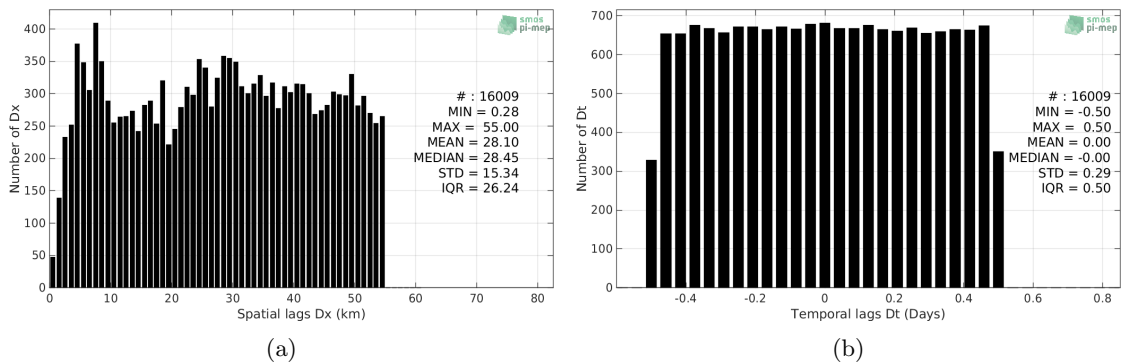 400
350
300
250
200
150
100
50
0
Number of Dx
0 10 20 30 40 50 60 70 80
Spatial lags Dx (km)
smos
pi-mep
# : 16009
MIN = 0.28
MAX = 55.00
MEAN = 28.10
MEDIAN = 28.45
STD = 15.34
IQR = 26.24
(a)
700
600
500
400
300
200
100
0
Number of Dt
-0.4 -0.2 0 0.2 0.4 0.6 0.8
Temporal lags Dt (Days)
smos
pi-mep
# : 16009
MIN = -0.50
MAX = 0.50
MEAN = 0.00
MEDIAN = -0.00
STD = 0.29
IQR = 0.50
(b)